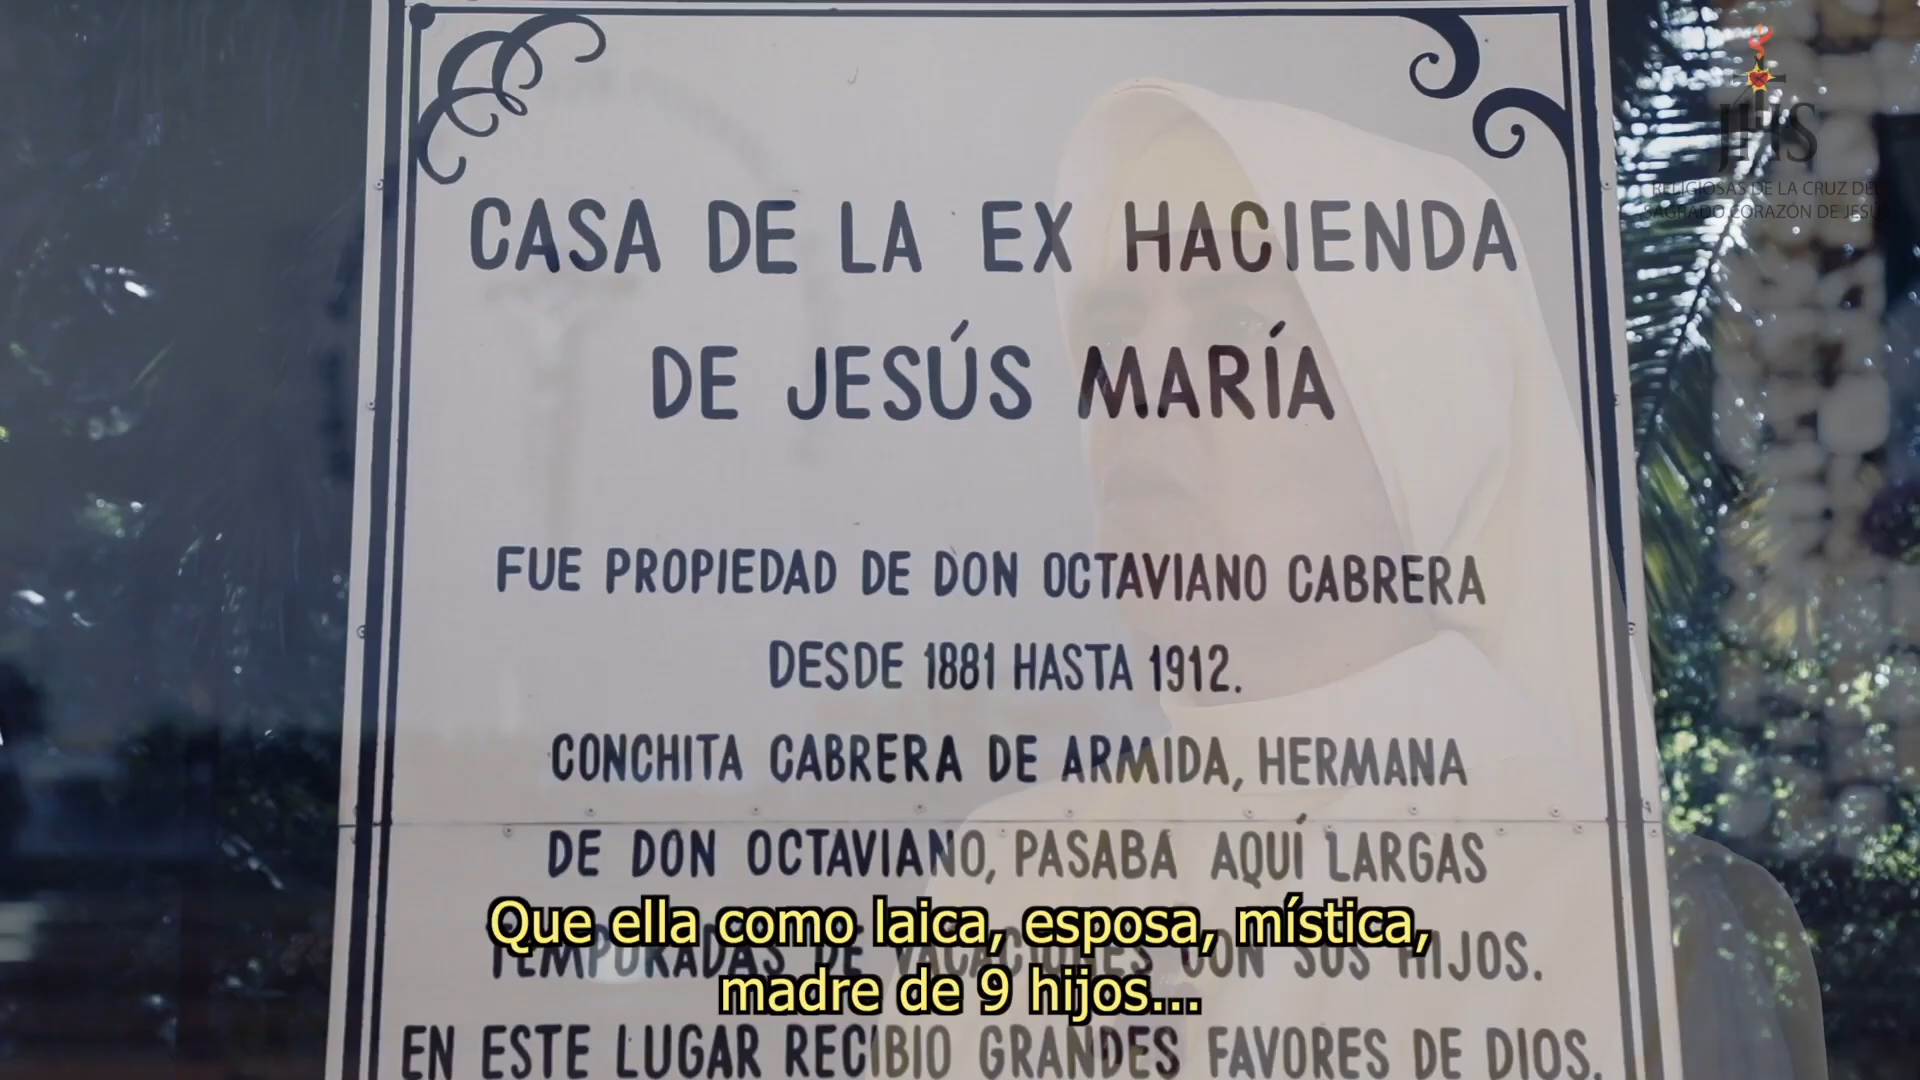 JHS
RELIGIOSAS DE LA CRUZ DEL
SAGRADO CORAZÓN DE JESÚ
CASA DE LA EX HACIENDA
DE JESÚS MARÍA
FUE PROPIEDAD DE DON OCTAVIANO CABRERA
DESDE 1881 HASTA 1912.
CONCHITA CABRERA DE ARMIDA, HERMANA
DE DON OCTAVIANO, PASABA AQUÍ LARGAS
TEMPORADAS DE VACACIONES CON SUS HIJOS.
EN ESTE LUGAR RECIBIO GRANDES FAVORES DE DIOS.
Que ella como laica, esposa, mística,
madre de 9 hijos...